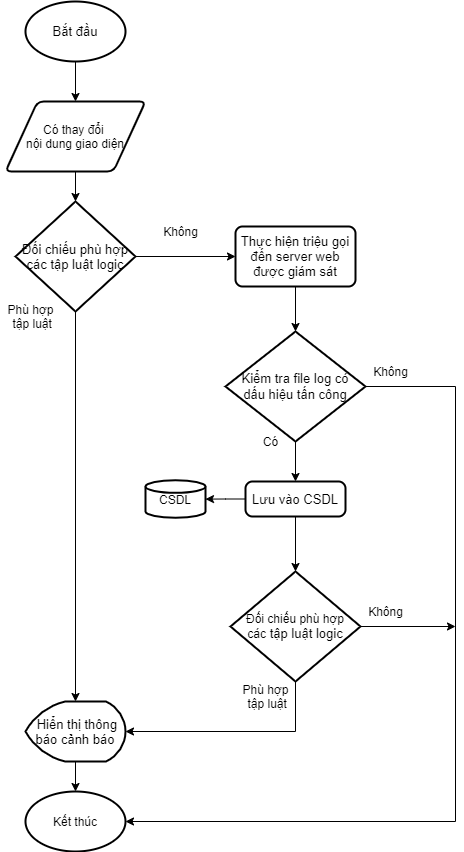 Bắt đầu
Có thay đổi
nội dung giao diện
Đối chiếu phù hợp
các tập luật logic
Không
Thực hiện triệu gọi
đến server web
được giám sát
Phù hợp
tập luật
Kiểm tra file log có
dấu hiệu tấn công
Không
Có
CSDL
Lưu vào CSDL
Đối chiếu phù hợp
các tập luật logic
Không
Phù hợp
tập luật
Hiển thị thông
báo cảnh báo
Kết thúc